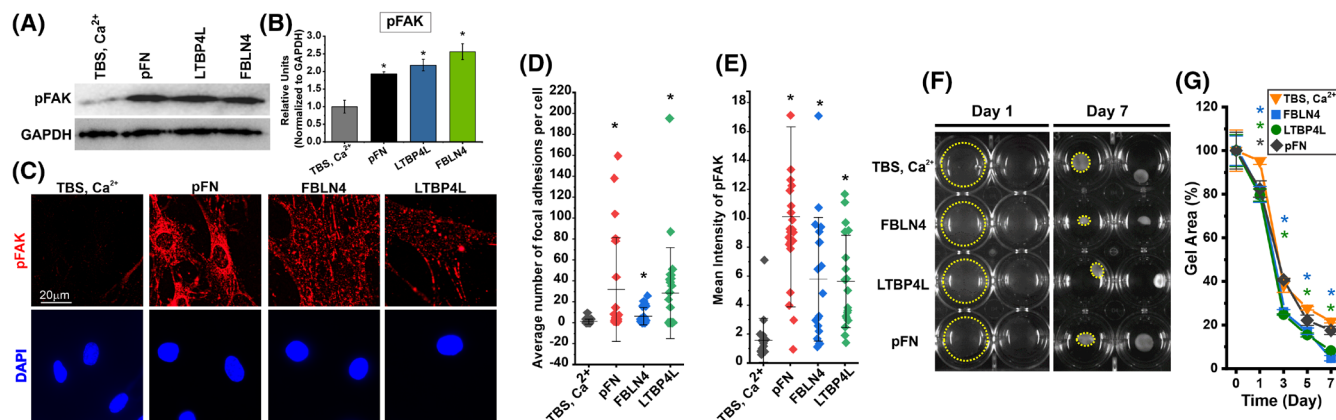 (A)
TBS, Ca2+
pFN
LTBP4L
FBLN4
pFAK
GAPDH
(B)
pFAK
Relative Units
(Normalized to GAPDH)
3.0
2.5
2.0
1.5
1.0
0.5
0.0
*
*
*
TBS, Ca2+
pFN
LTBP4L
FBLN4
(C)
TBS, Ca2+
pFN
FBLN4
LTBP4L
pFAK
20μm
DAPI
(D)
Average number of focal adhesions per cell
220
200
180
160
140
120
100
80
60
40
20
0
-20
-40
*
*
*
TBS, Ca2+
pFN
FBLN4
LTBP4L
(E)
Mean Intensity of pFAK
18
16
14
12
10
8
6
4
2
0
*
*
*
TBS, Ca2+
pFN
FBLN4
LTBP4L
(F)
Day 1
Day 7
TBS, Ca2+
FBLN4
LTBP4L
pFN
(G)
TBS, Ca2+
FBLN4
LTBP4L
pFN
Gel Area (%)
120
100
80
60
40
20
0
*
*
*
*
*
*
*
*
*
0 1 3 5 7
Time (Day)